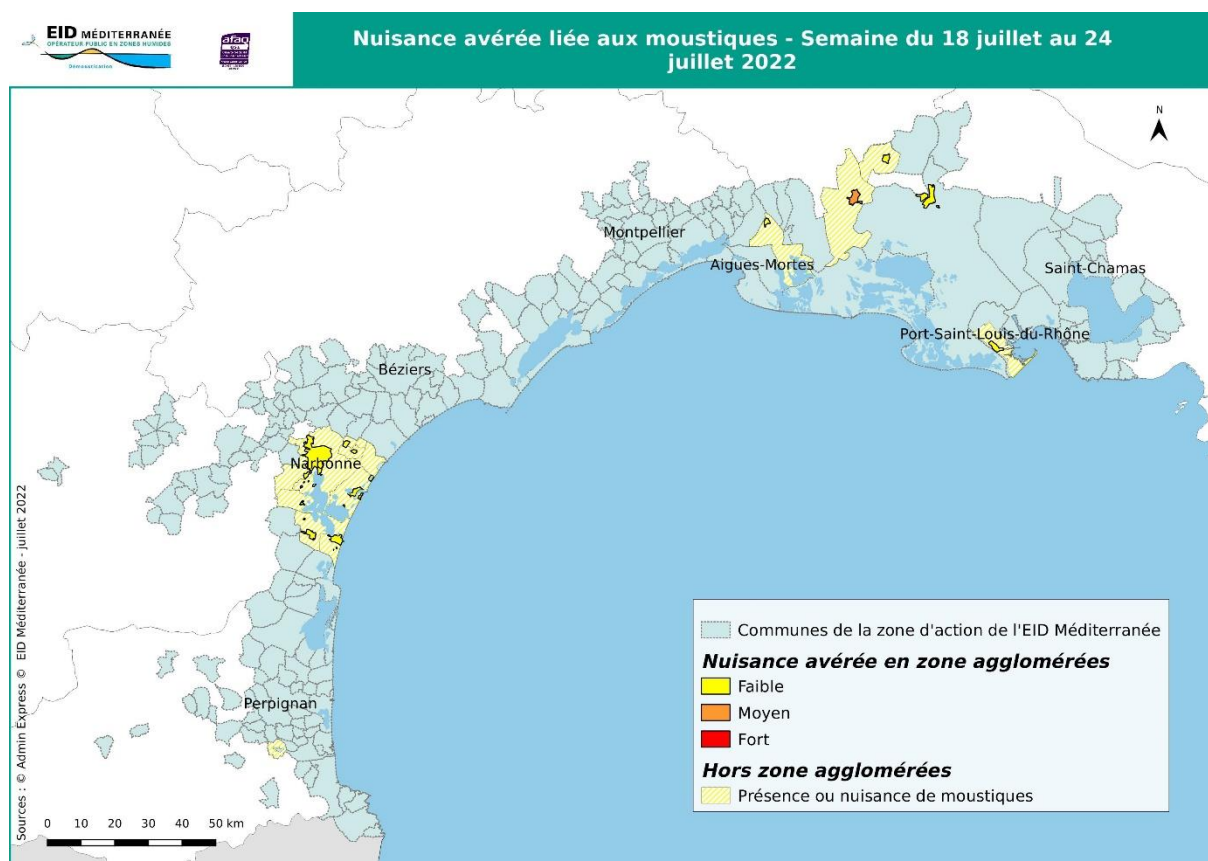 EID MÉDITERRANÉE
OPÉRATEUR PUBLIC EN ZONES HUMIDES
Démoustication
afaq
Nuisance avérée liée aux moustiques - Semaine du 18 juillet au 24
juillet 2022
N
Montpellier
Aigues-Mortes
Saint-Chamas
Port-Saint-Louis-du-Rhône
Béziers
Narbonne
Perpignan
Communes de la zone d'action de l'EID Méditerranée
Nuisance avérée en zone agglomérées
Faible
Moyen
Fort
Hors zone agglomérées
Présence ou nuisance de moustiques
0 10 20 30 40 50 km
Sources : © Admin Express © EID Méditerranée - juillet 2022